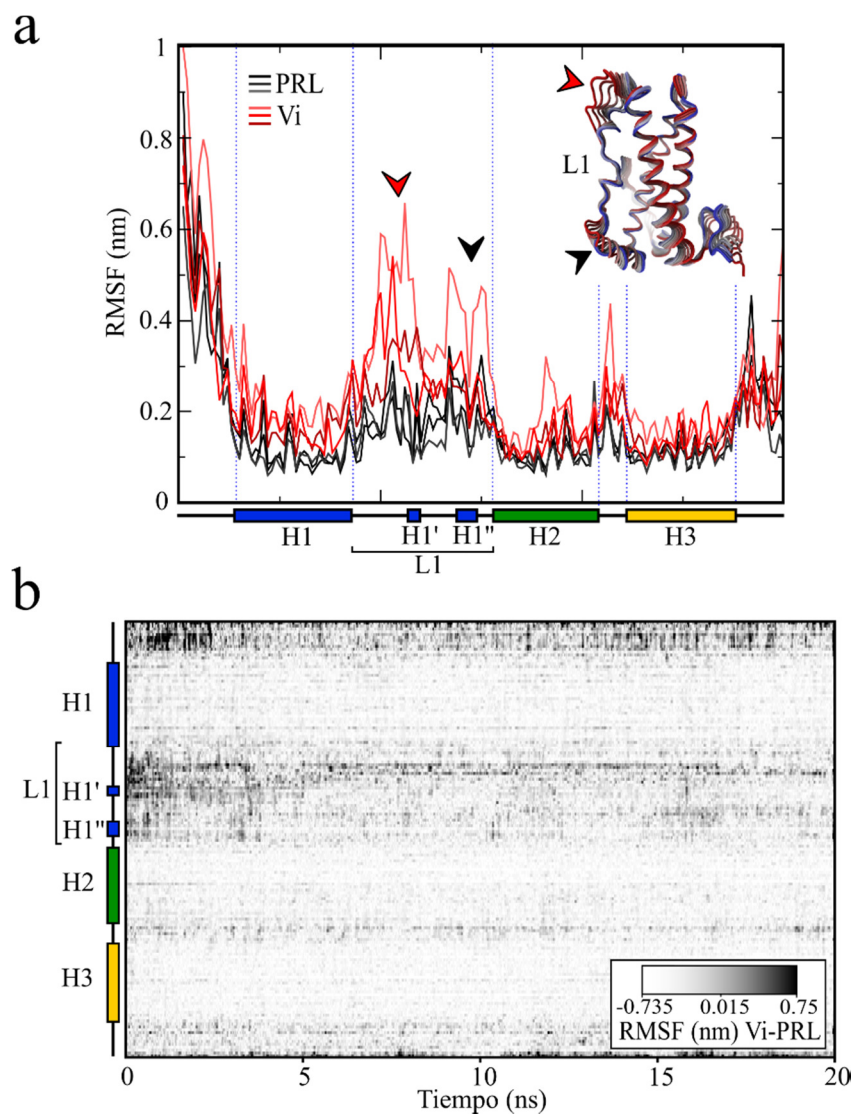 a
1
0.8
0.6
0.4
0.2
0
RMSF (nm)
PRL
Vi
L1
H1
H1'
H1"
H2
H3
L1
b
H1
L1
H1'
H1"
H2
H3
-0.735 0.015 0.75
RMSF (nm) Vi-PRL
0 5 10 15 20
Tiempo (ns)